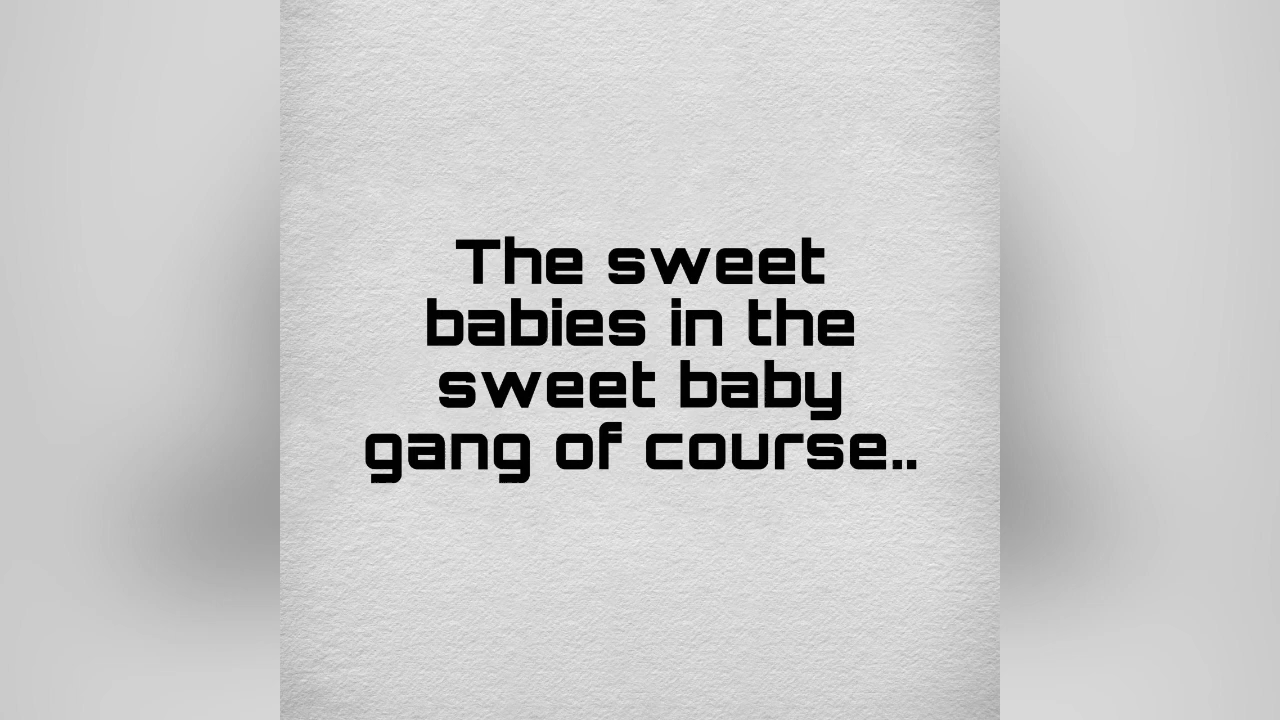 The sweet
babies in the
sweet baby
gang of course..